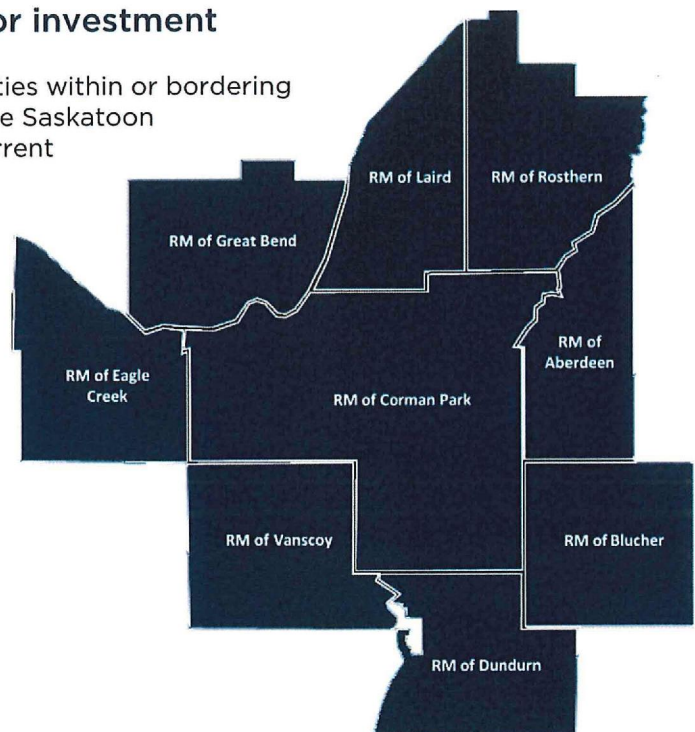 or investment
ties within or bordering
e Saskatoon
rrent
RM of Laird
RM of Rosthern
RM of Great Bend
RM of Aberdeen
RM of Eagle
Creek
RM of Corman Park
RM of Vanscoy
RM of Blucher
RM of Dundurn